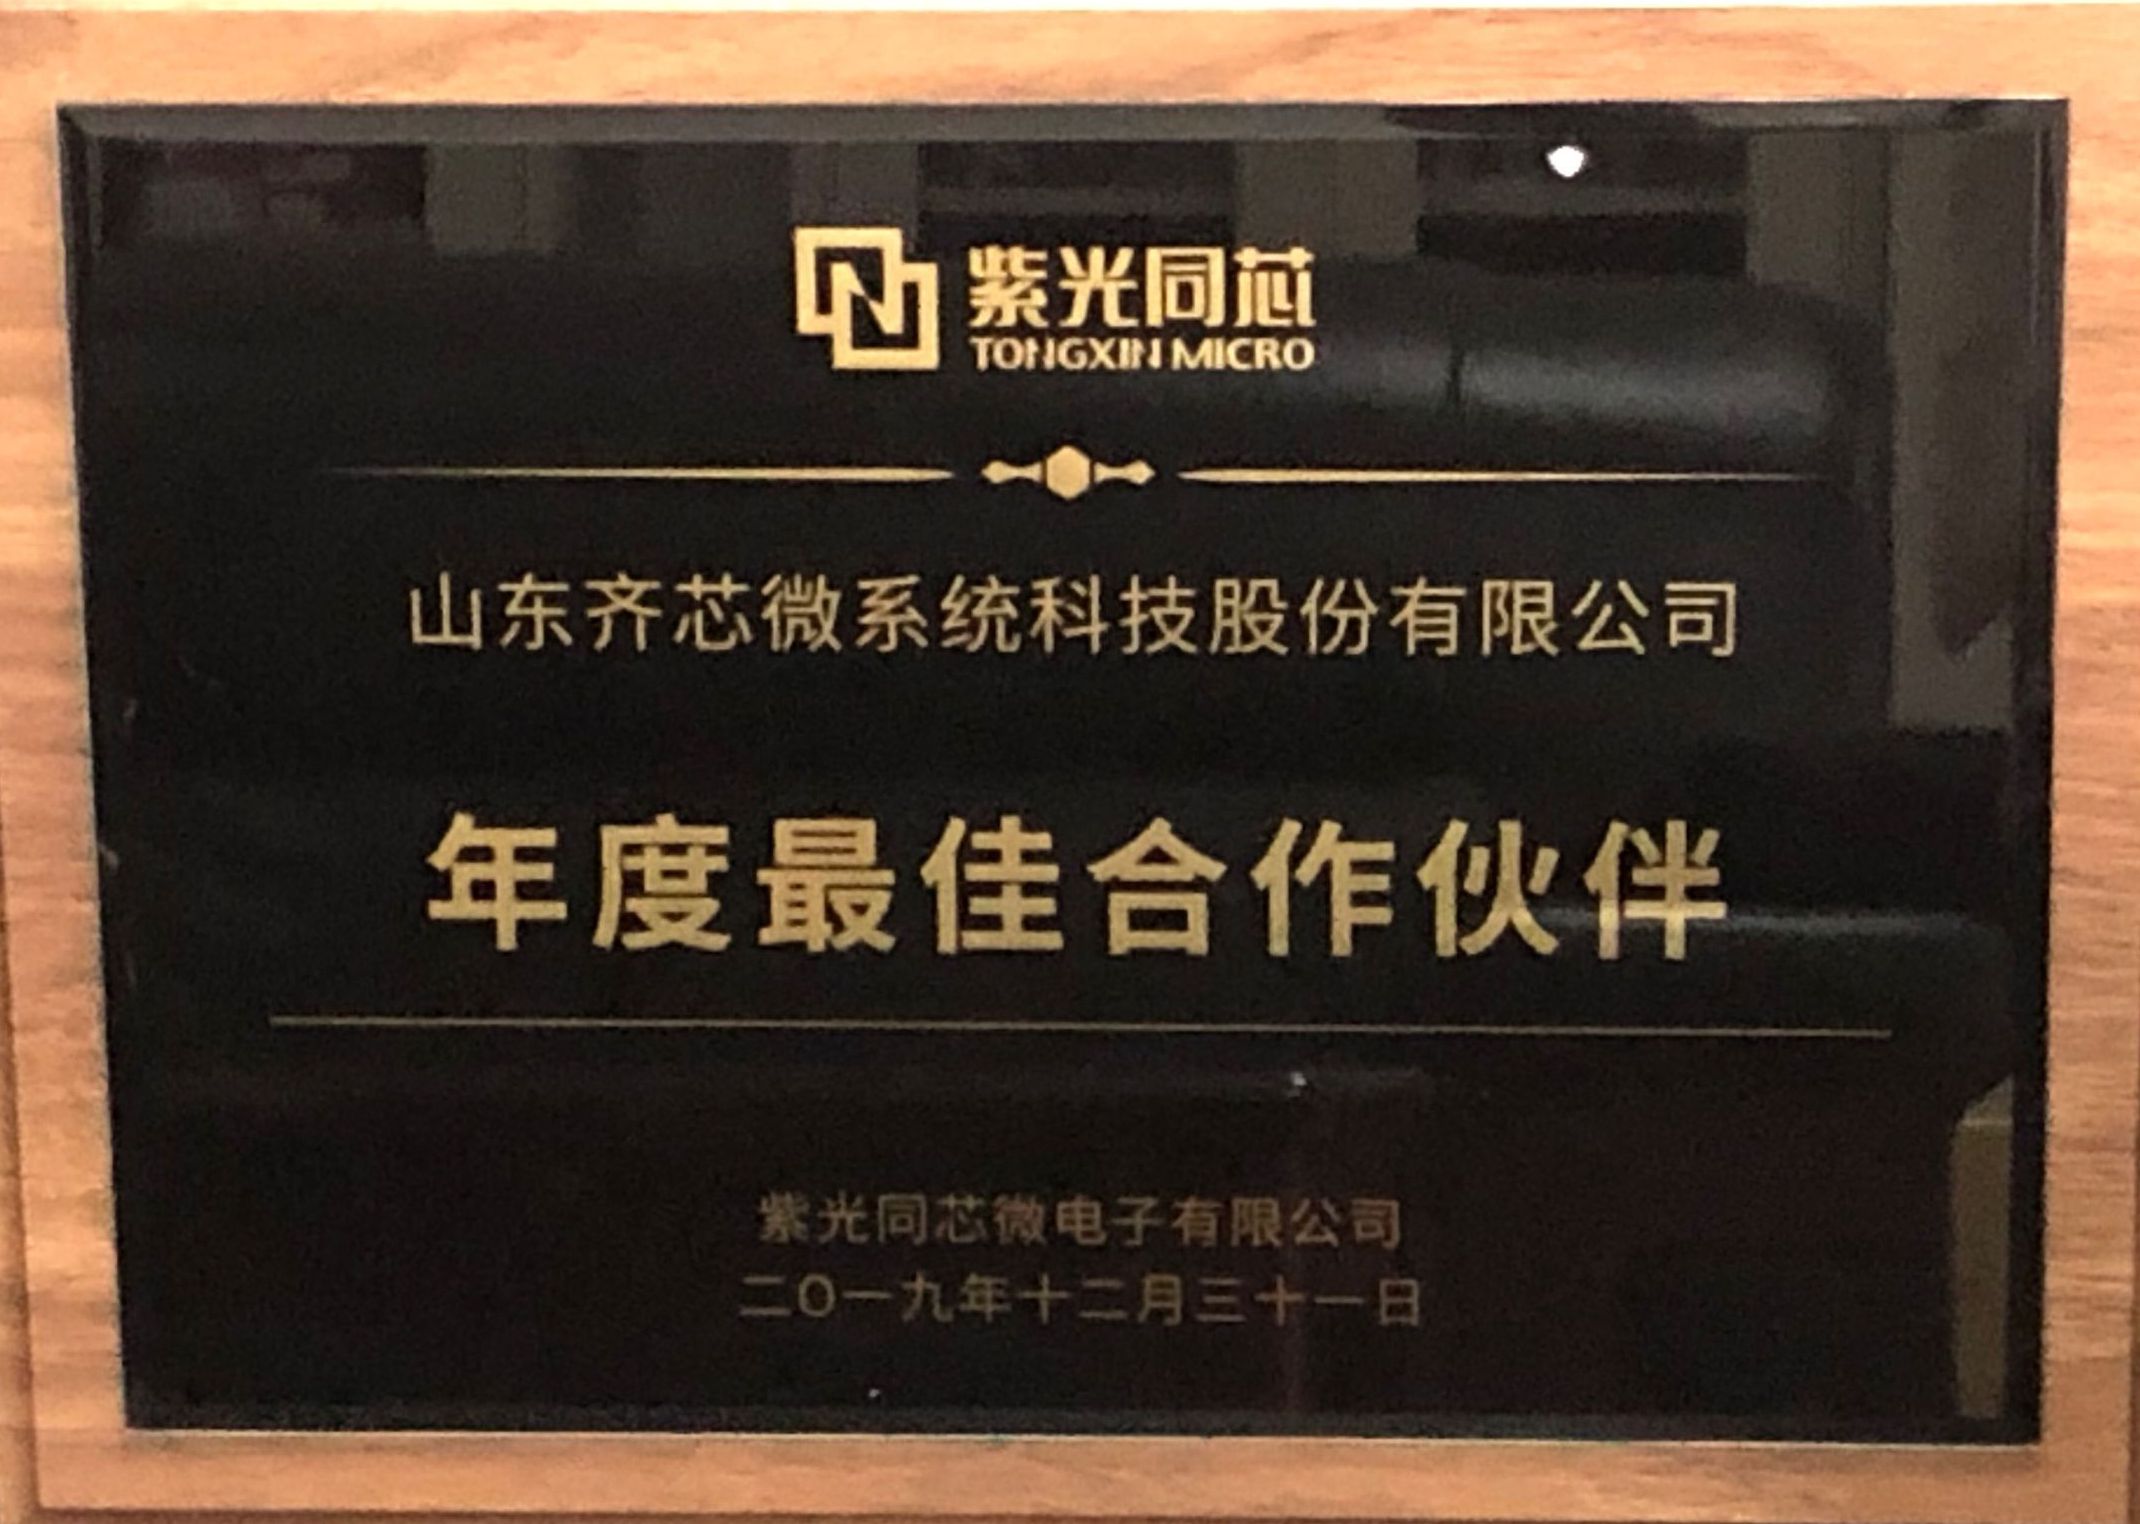 紫光同芯
TONGXIN MICRO
山东齐芯微系统科技股份有限公司
年度最佳合作伙伴
紫光同芯微电子有限公司
二O一九年十二月三十一日